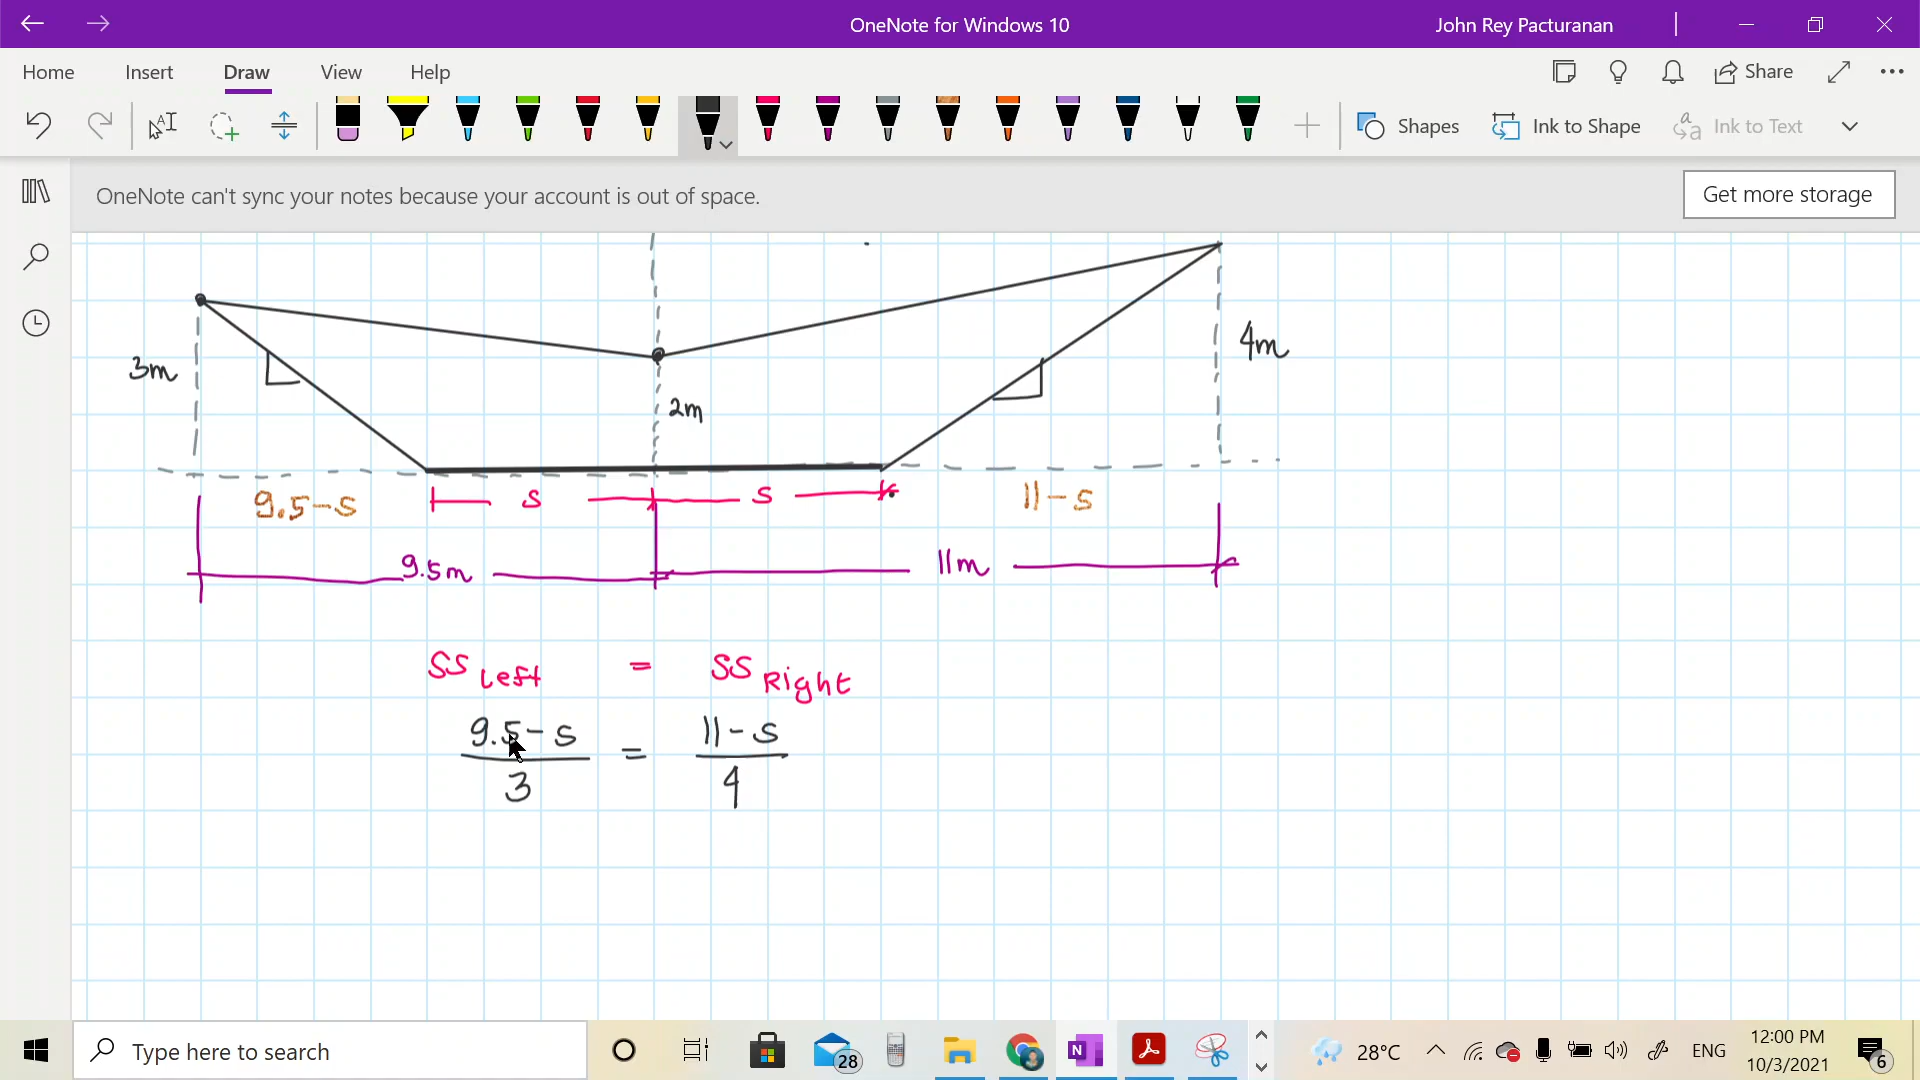 OneNote for Windows 10
John Rey Pacturanan
Home Insert Draw View Help
Share
Shapes Ink to Shape Ink to Text
OneNote can't sync your notes because your account is out of space.
Get more storage
3m
2m
4m
9.5-s
s
s
11-s
9.5m
11m
SS Left = SS Right
9.5-s / 3 = 11-s / 4
Type here to search
28
28°C
ENG
12:00 PM
10/3/2021
6